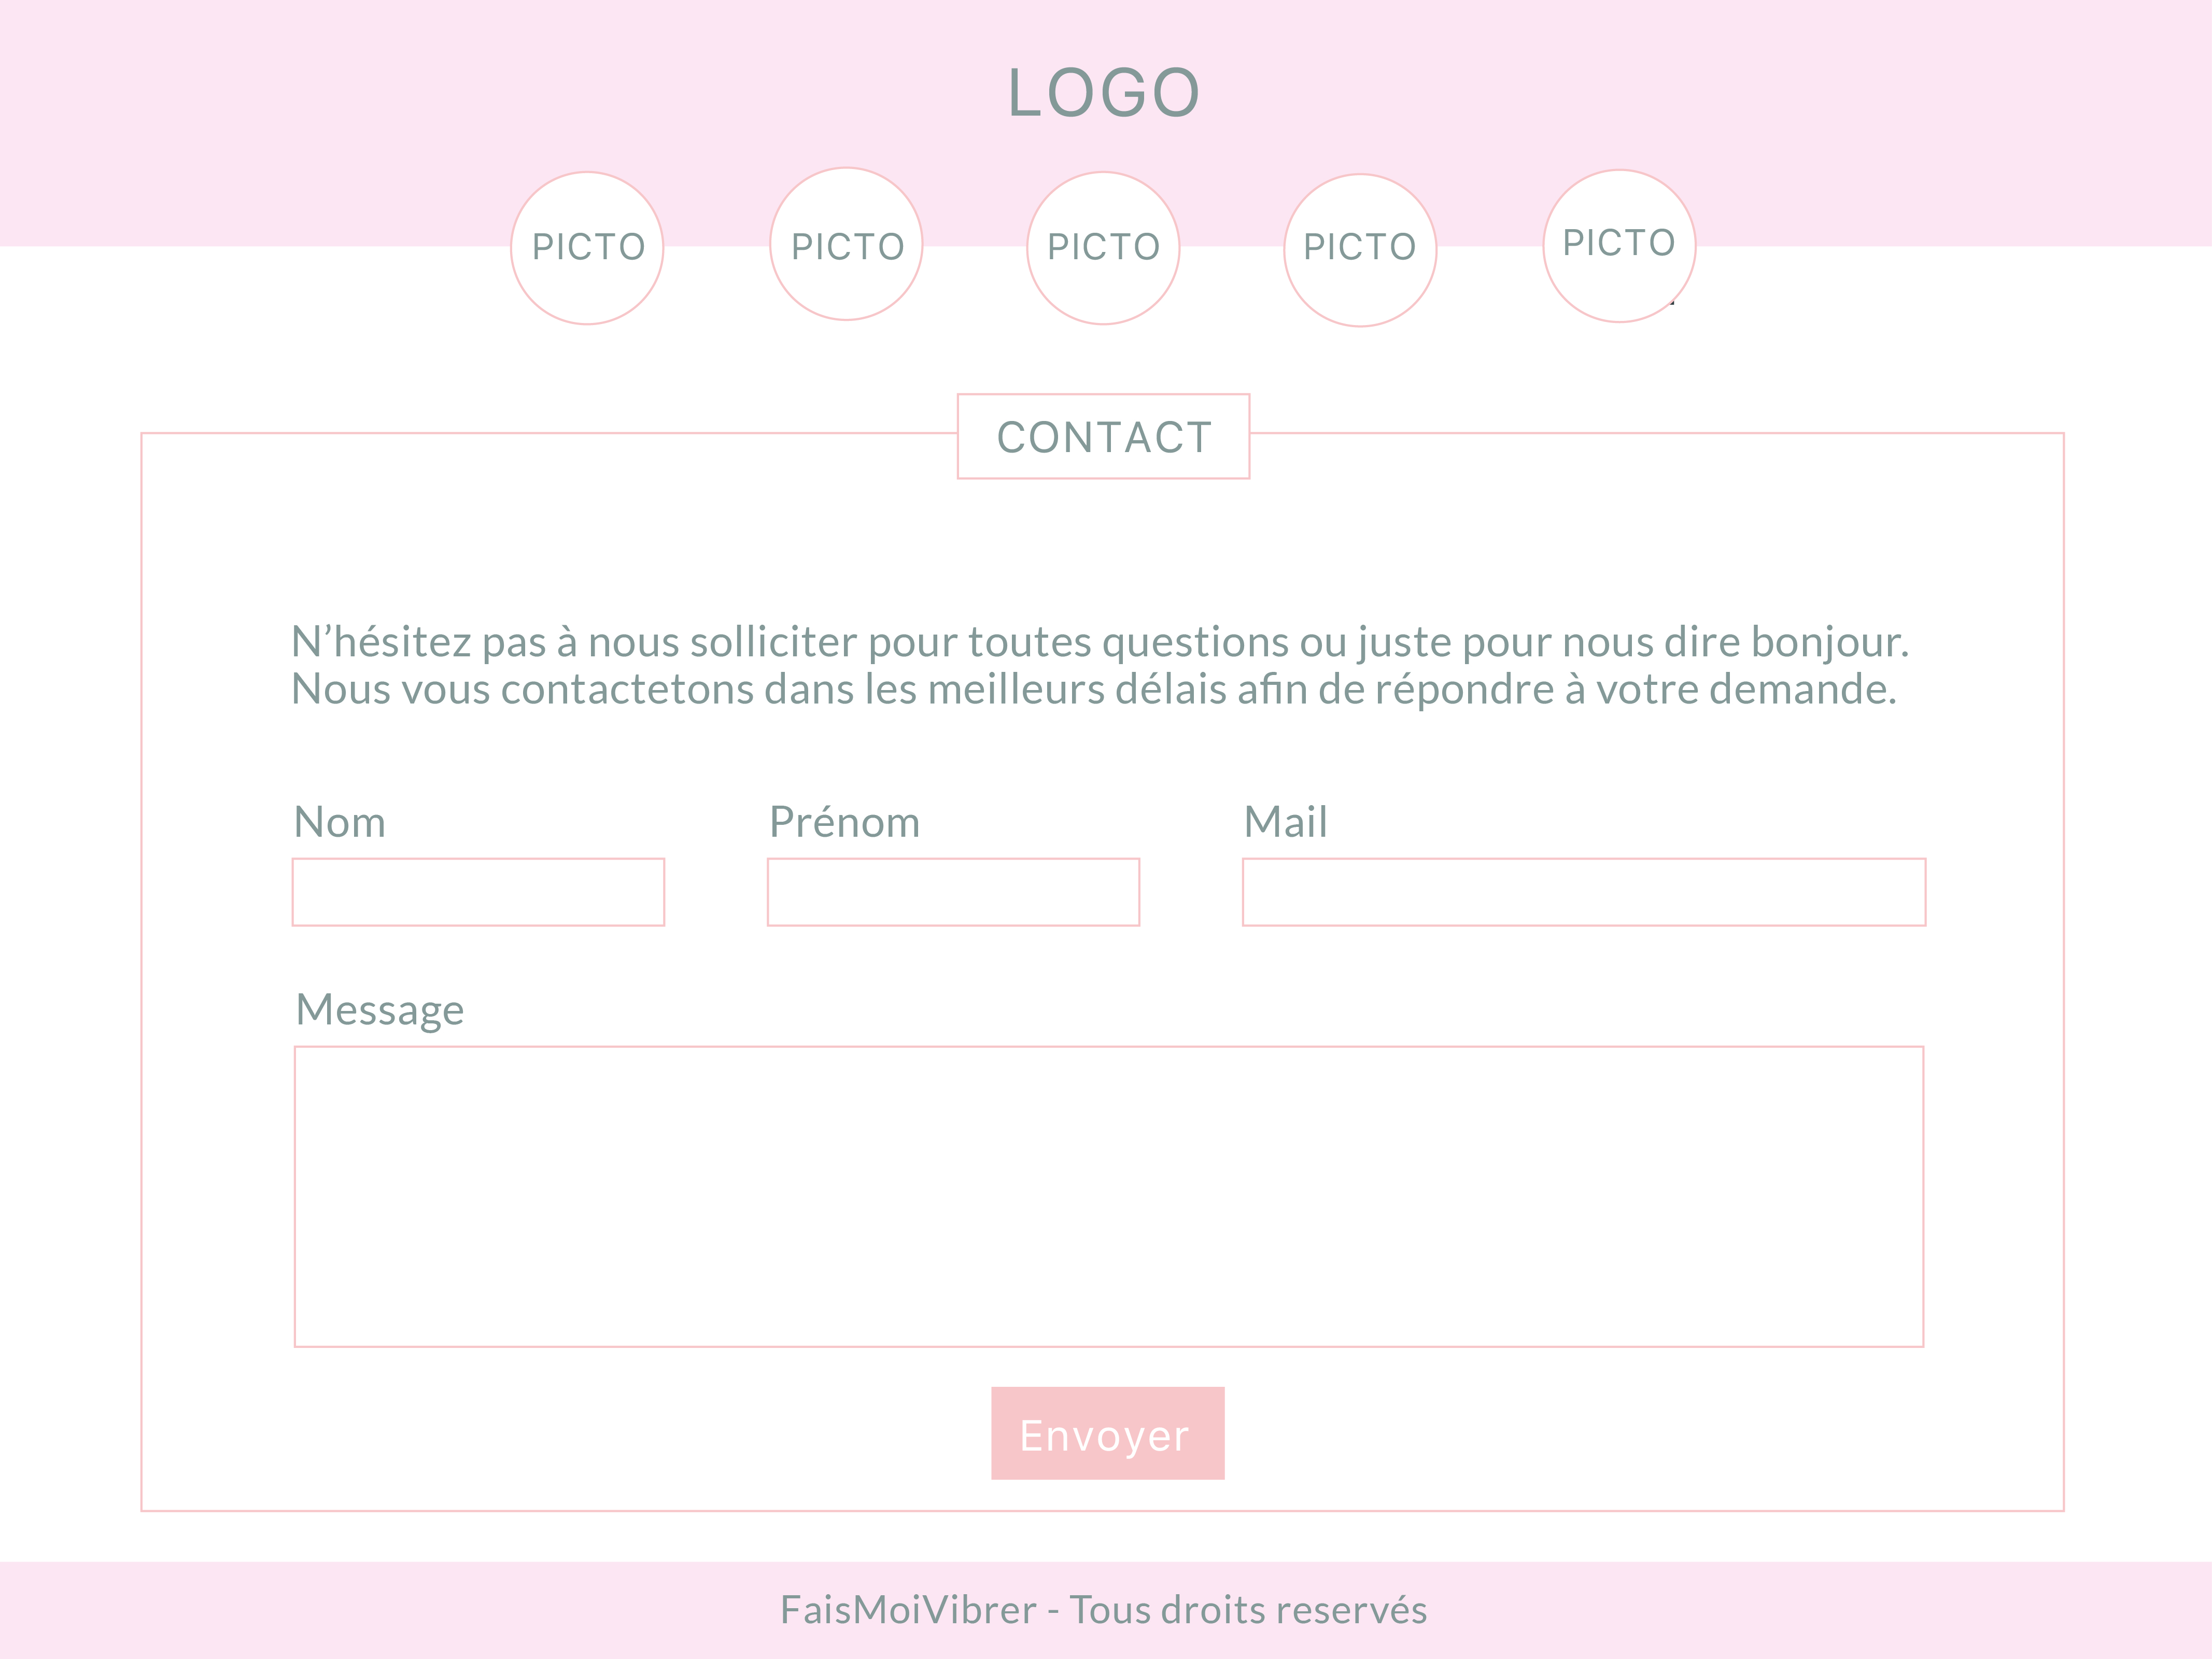 LOGO
PICTO PICTO PICTO PICTO PICTO
CONTACT
N’hésitez pas à nous solliciter pour toutes questions ou juste pour nous dire bonjour.
Nous vous contactetons dans les meilleurs délais afin de répondre à votre demande.
Nom Prénom Mail
Message
Envoyer
FaisMoiVibrer - Tous droits reservés